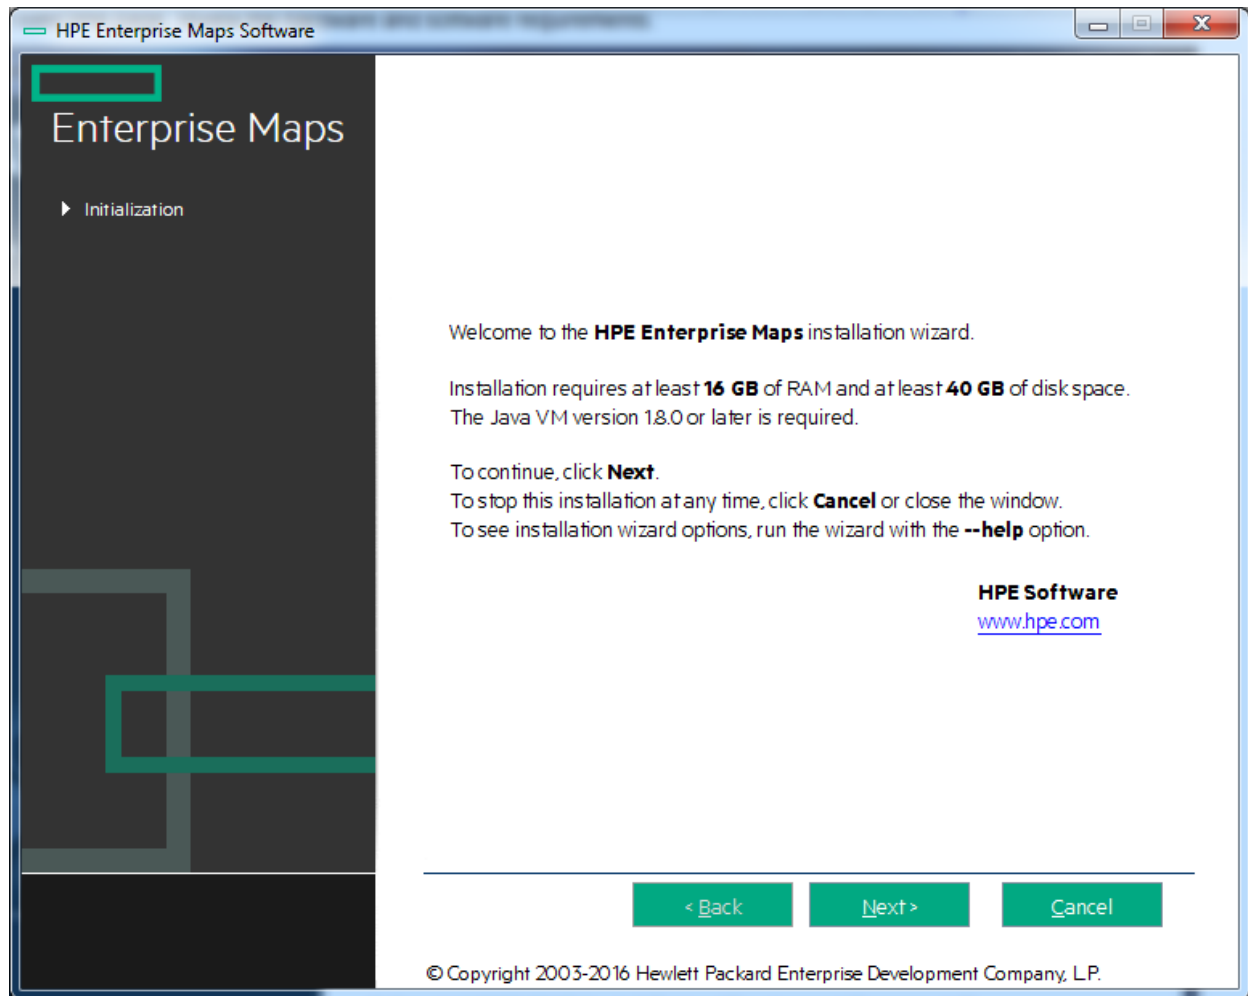 and software requirements.
HPE Enterprise Maps Software
Enterprise Maps
Initialization
Welcome to the HPE Enterprise Maps installation wizard.
Installation requires at least 16 GB of RAM and at least 40 GB of disk space.
The Java VM version 1.8.0 or later is required.
To continue, click Next.
To stop this installation at any time, click Cancel or close the window.
To see installation wizard options, run the wizard with the --help option.
HPE Software
www.hpe.com
< Back Next > Cancel
© Copyright 2003-2016 Hewlett Packard Enterprise Development Company, L.P.